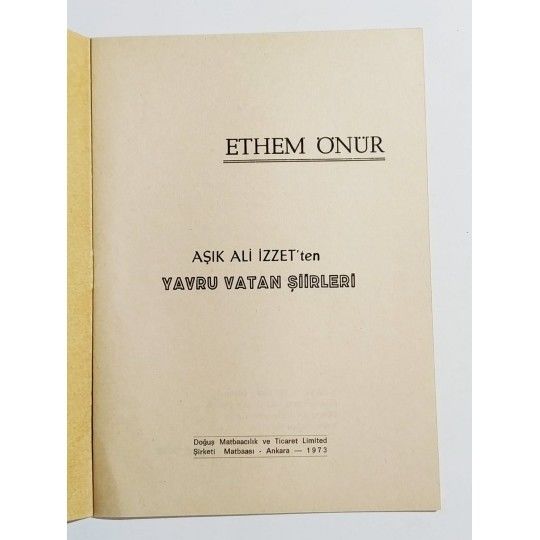 ETHEM ÖNÜR
AŞIK ALİ İZZET'ten
YAVRU VATAN ŞİİRLERİ
Doğuş Matbaacılık ve Ticaret Limited
Şirketi Matbaası - Ankara — 1973